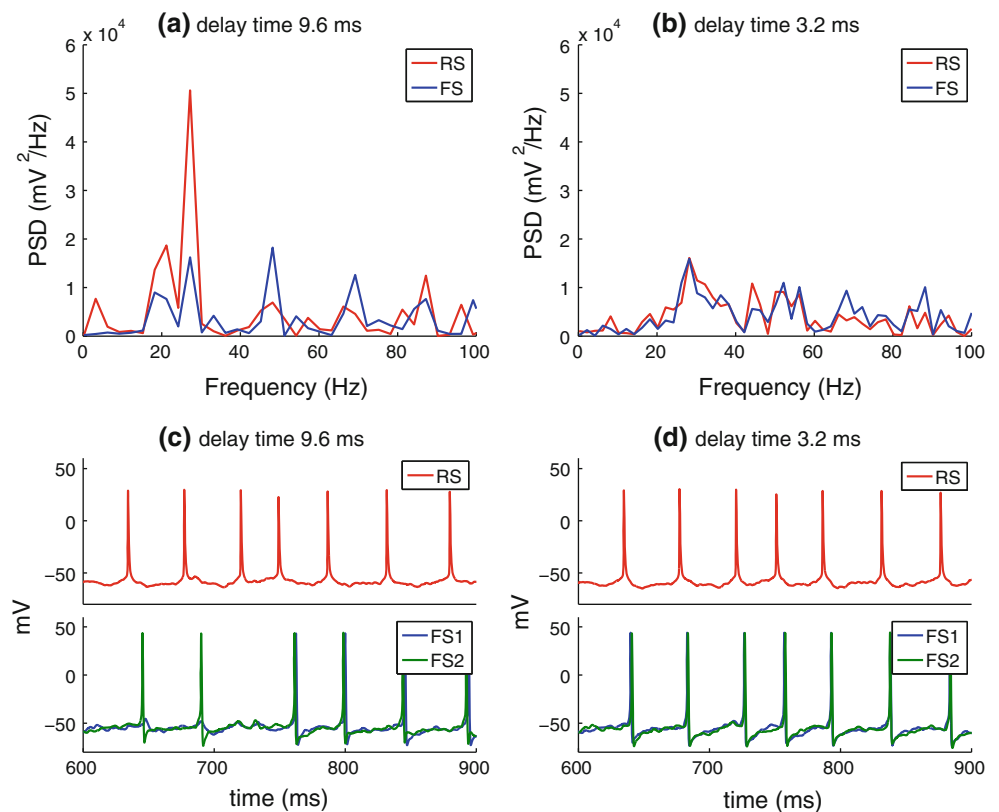 (a) delay time 9.6 ms
x 10⁴
6
5
4
3
2
1
0
PSD (mV ²/Hz)
RS
FS
0 20 40 60 80 100
Frequency (Hz)
(b) delay time 3.2 ms
x 10⁴
6
5
4
3
2
1
0
PSD (mV ²/Hz)
RS
FS
0 20 40 60 80 100
Frequency (Hz)
(c) delay time 9.6 ms
50
0
−50
RS
mV
50
0
−50
FS1
FS2
600 700 800 900
time (ms)
(d) delay time 3.2 ms
50
0
−50
RS
mV
50
0
−50
FS1
FS2
600 700 800 900
time (ms)